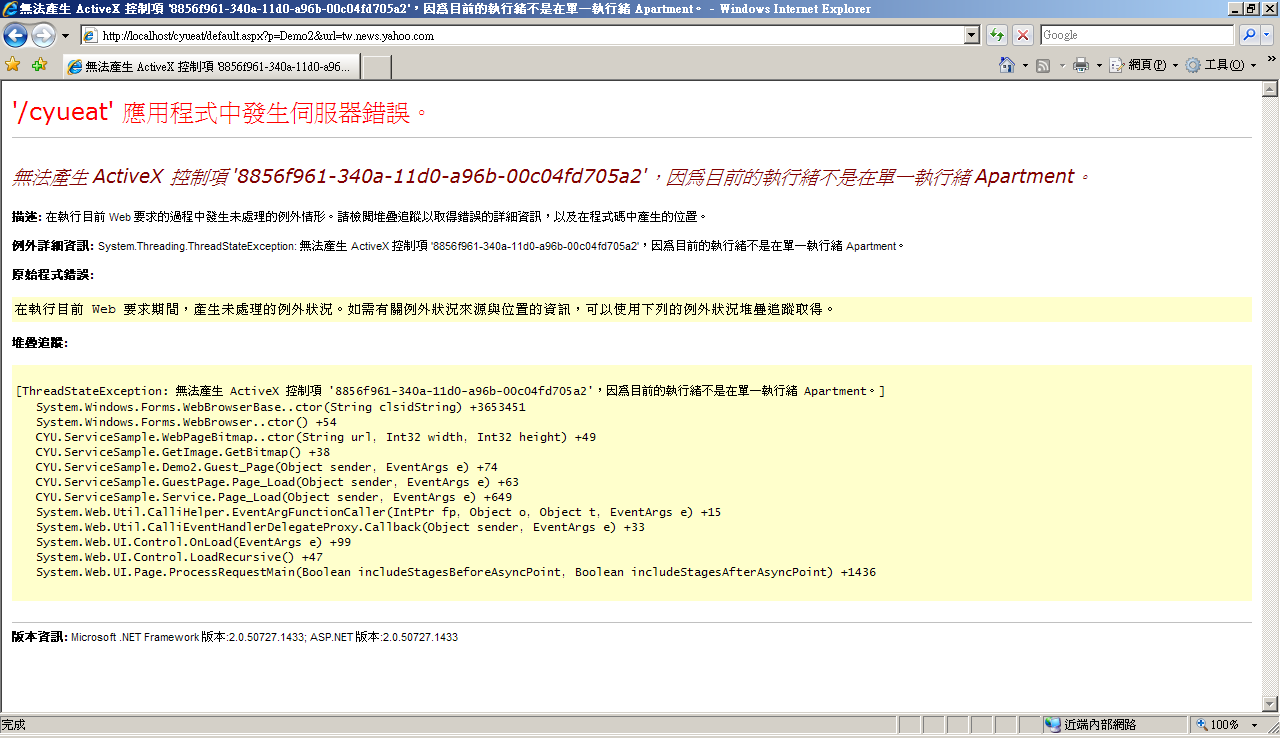 無法產生 ActiveX 控制項 '8856f961-340a-11d0-a96b-00c04fd705a2'，因為目前的執行緒不是在單一執行緒 Apartment。 - Windows Internet Explorer
http://localhost/cyueat/default.aspx?p=Demo2&url=tw.news.yahoo.com
Google
無法產生 ActiveX 控制項 '8856f961-340a-11d0-a96...
網頁(P)
工具(O)
'/cyueat' 應用程式中發生伺服器錯誤。
無法產生 ActiveX 控制項 '8856f961-340a-11d0-a96b-00c04fd705a2'，因為目前的執行緒不是在單一執行緒 Apartment。
描述: 在執行目前 Web 要求的過程中發生未處理的例外情形。請檢閱堆疊追蹤以取得錯誤的詳細資訊，以及在程式碼中產生的位置。
例外詳細資訊: System.Threading.ThreadStateException: 無法產生 ActiveX 控制項 '8856f961-340a-11d0-a96b-00c04fd705a2'，因為目前的執行緒不是在單一執行緒 Apartment。
原始程式錯誤:
在執行目前 Web 要求期間，產生未處理的例外狀況。如需有關例外狀況來源與位置的資訊，可以使用下列的例外狀況堆疊追蹤取得。
堆疊追蹤:
[ThreadStateException: 無法產生 ActiveX 控制項 '8856f961-340a-11d0-a96b-00c04fd705a2'，因為目前的執行緒不是在單一執行緒 Apartment。]
System.Windows.Forms.WebBrowserBase..ctor(String clsidString) +3653451
System.Windows.Forms.WebBrowser..ctor() +54
CYU.ServiceSample.WebPageBitmap..ctor(String url, Int32 width, Int32 height) +49
CYU.ServiceSample.GetImage.GetBitmap() +38
CYU.ServiceSample.Demo2.Guest_Page(Object sender, EventArgs e) +74
CYU.ServiceSample.GuestPage.Page_Load(Object sender, EventArgs e) +63
CYU.ServiceSample.Service.Page_Load(Object sender, EventArgs e) +649
System.Web.Util.CalliHelper.EventArgFunctionCaller(IntPtr fp, Object o, Object t, EventArgs e) +15
System.Web.Util.CalliEventHandlerDelegateProxy.Callback(Object sender, EventArgs e) +33
System.Web.UI.Control.OnLoad(EventArgs e) +99
System.Web.UI.Control.LoadRecursive() +47
System.Web.UI.Page.ProcessRequestMain(Boolean includeStagesBeforeAsyncPoint, Boolean includeStagesAfterAsyncPoint) +1436
版本資訊: Microsoft .NET Framework 版本:2.0.50727.1433; ASP.NET 版本:2.0.50727.1433
完成
近端內部網路
100%